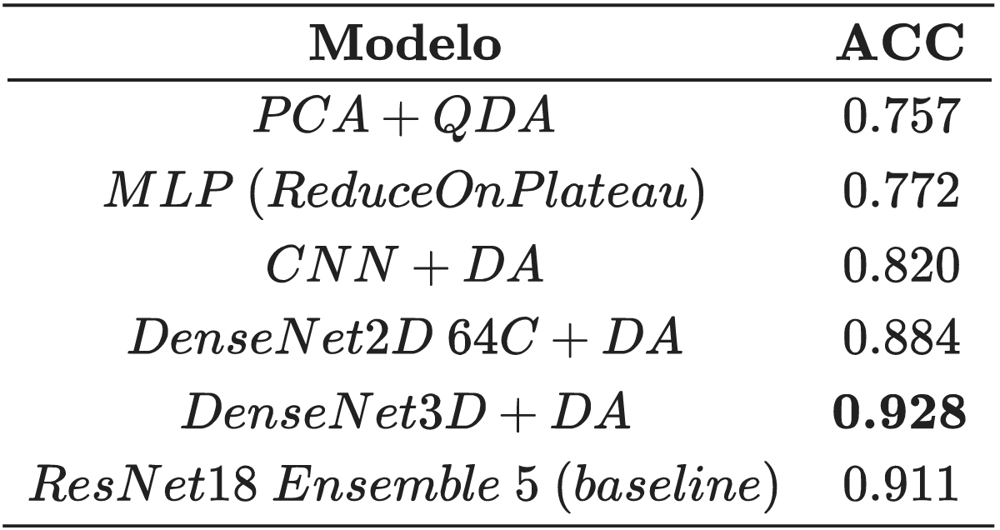 Modelo ACC
PCA + QDA 0.757
MLP (ReduceOnPlateau) 0.772
CNN + DA 0.820
DenseNet2D 64C + DA 0.884
DenseNet3D + DA 0.928
ResNet18 Ensemble 5 (baseline) 0.911